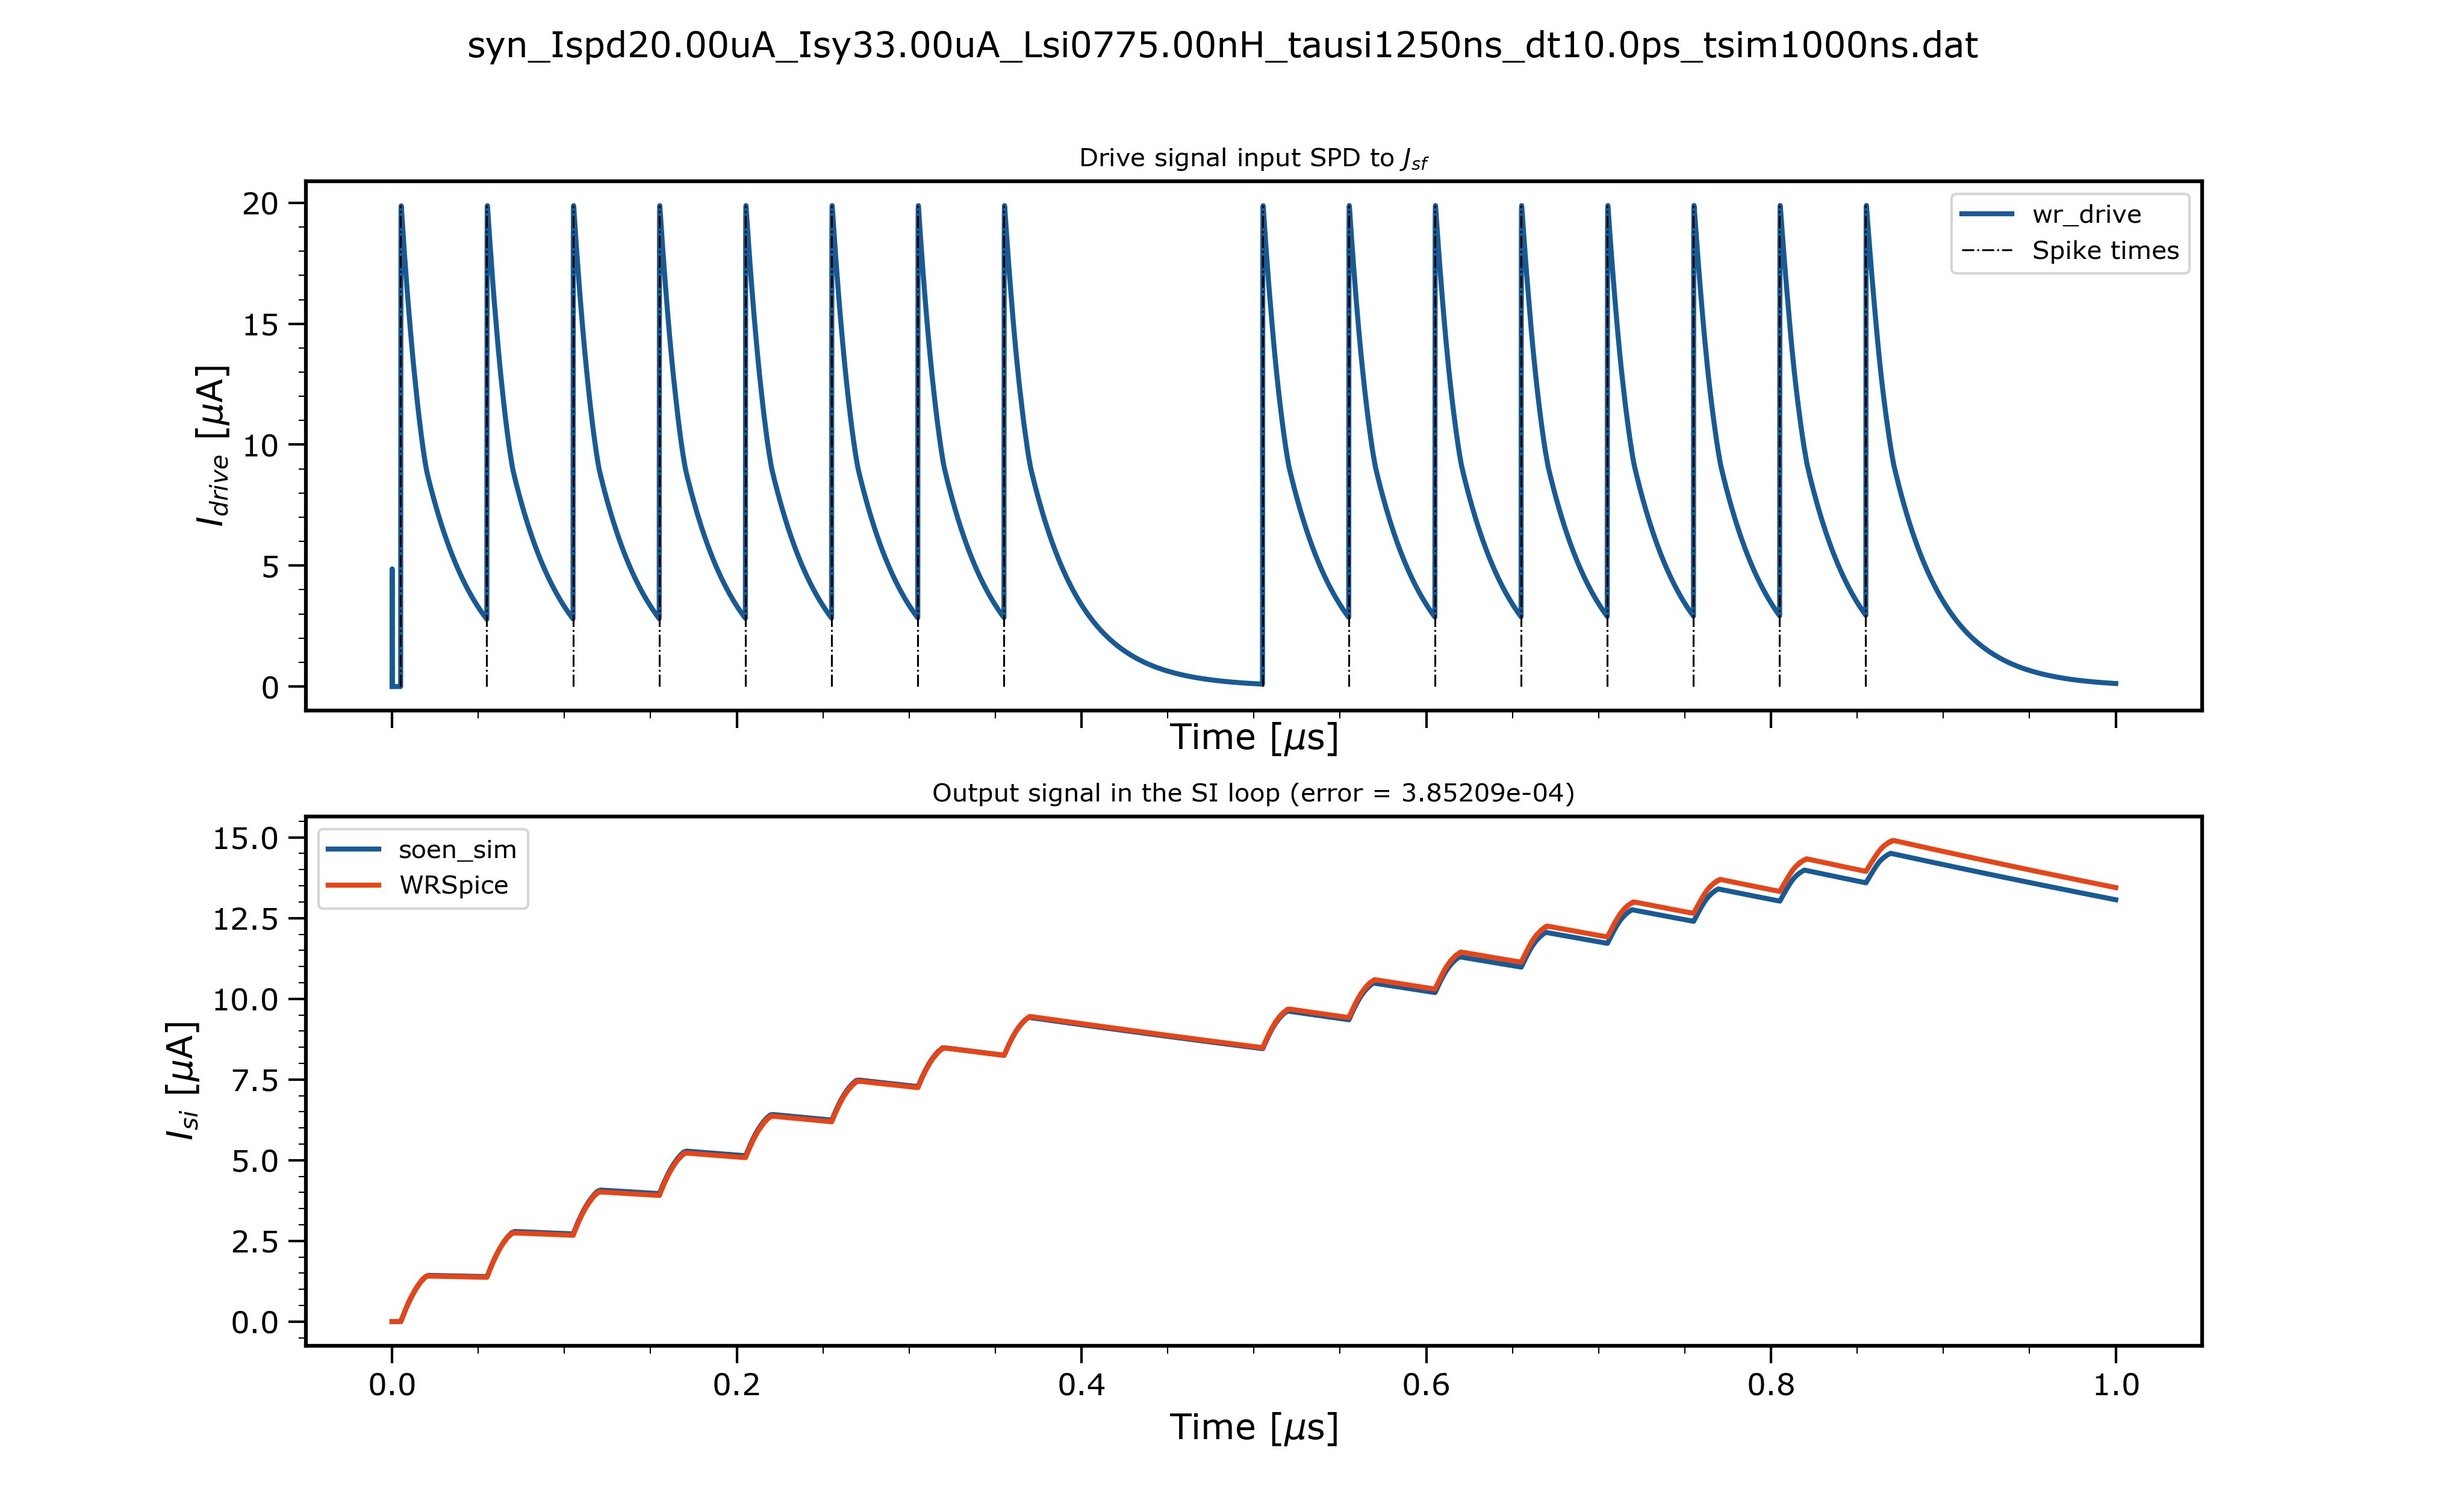 syn_Ispd20.00uA_Isy33.00uA_Lsi0775.00nH_tausi1250ns_dt10.0ps_tsim1000ns.dat
Drive signal input SPD to J_sf
I_drive [μA]
20
15
10
5
0
wr_drive
Spike times
Time [μs]
Output signal in the SI loop (error = 3.85209e-04)
I_si [μA]
15.0
12.5
10.0
7.5
5.0
2.5
0.0
soen_sim
WRSpice
0.0 0.2 0.4 0.6 0.8 1.0
Time [μs]